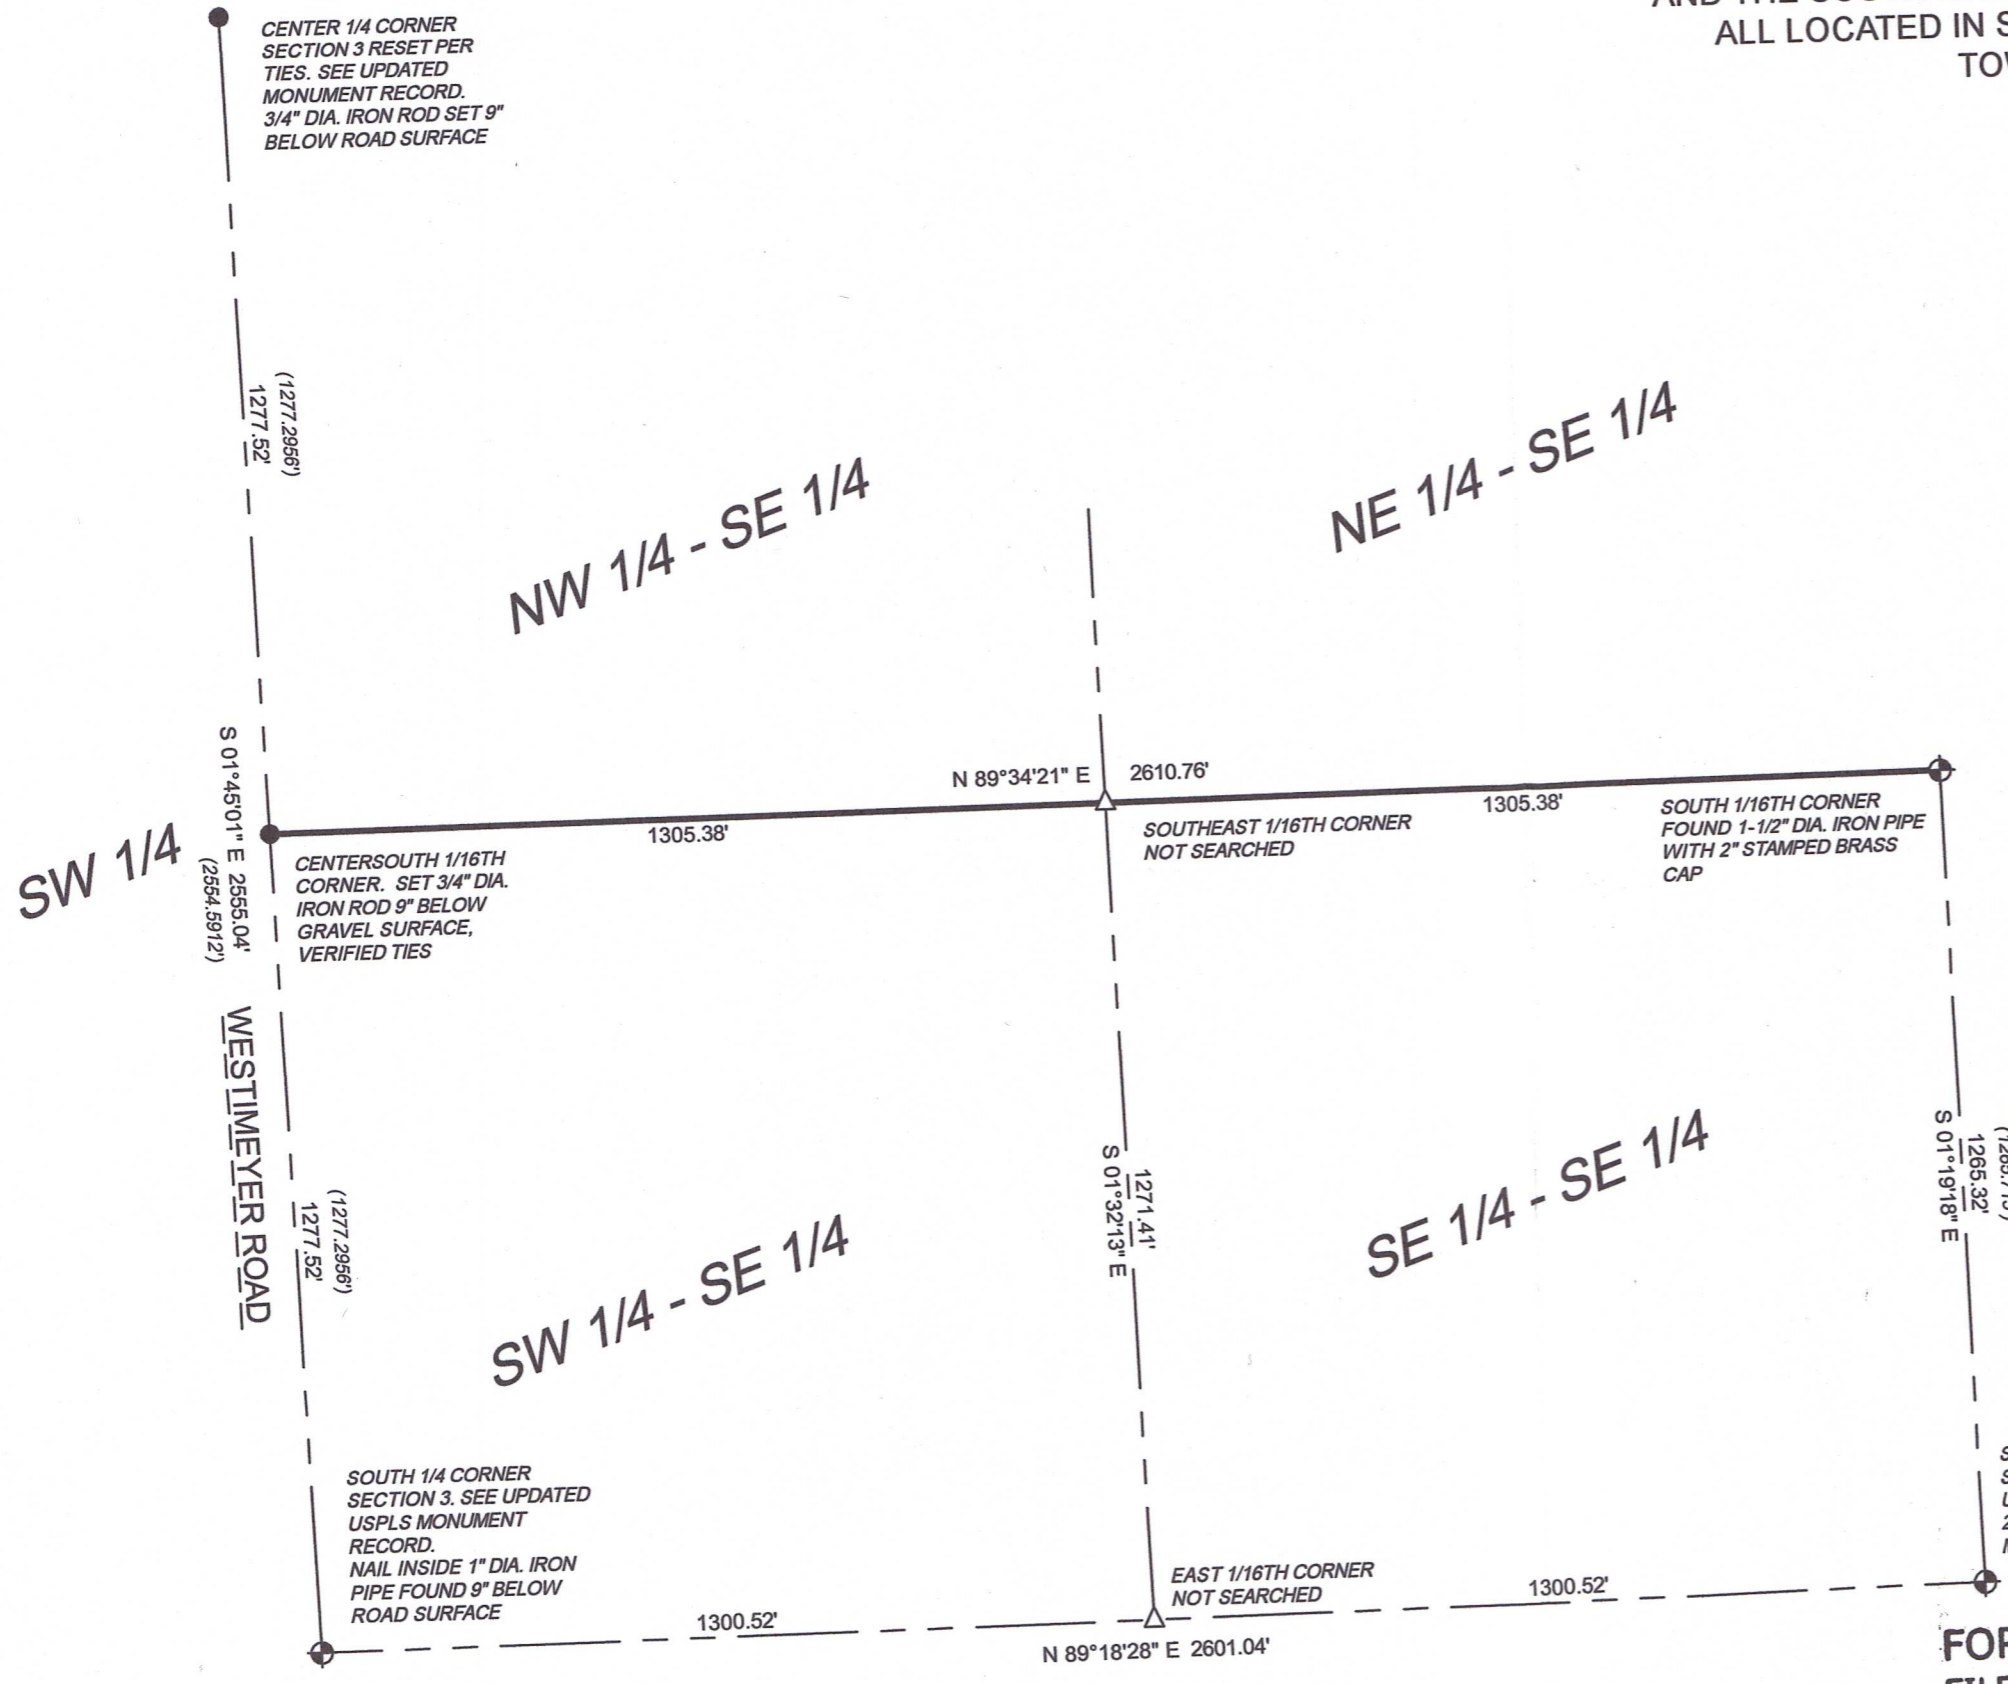 ALL LOCATED IN S
CENTER 1/4 CORNER
SECTION 3 RESET PER
TIES. SEE UPDATED
MONUMENT RECORD.
3/4" DIA. IRON ROD SET 9"
BELOW ROAD SURFACE
(1277.2956')
1277.52'
NW 1/4 - SE 1/4
NE 1/4 - SE 1/4
SW 1/4
S 01°45'01" E 2555.04'
(2554.5912')
N 89°34'21" E 2610.76'
1305.38'
1305.38'
CENTERSOUTH 1/16TH
CORNER. SET 3/4" DIA.
IRON ROD 9" BELOW
GRAVEL SURFACE,
VERIFIED TIES
SOUTHEAST 1/16TH CORNER
NOT SEARCHED
SOUTH 1/16TH CORNER
FOUND 1-1/2" DIA. IRON PIPE
WITH 2" STAMPED BRASS
CAP
WESTIMEYER ROAD
(1277.2956')
1277.52'
1271.41'
S 01°32'13" E
1265.32'
S 01°19'18" E
SW 1/4 - SE 1/4
SE 1/4 - SE 1/4
SOUTH 1/4 CORNER
SECTION 3. SEE UPDATED
USPLS MONUMENT
RECORD.
NAIL INSIDE 1" DIA. IRON
PIPE FOUND 9" BELOW
ROAD SURFACE
EAST 1/16TH CORNER
NOT SEARCHED
1300.52'
1300.52'
N 89°18'28" E 2601.04'